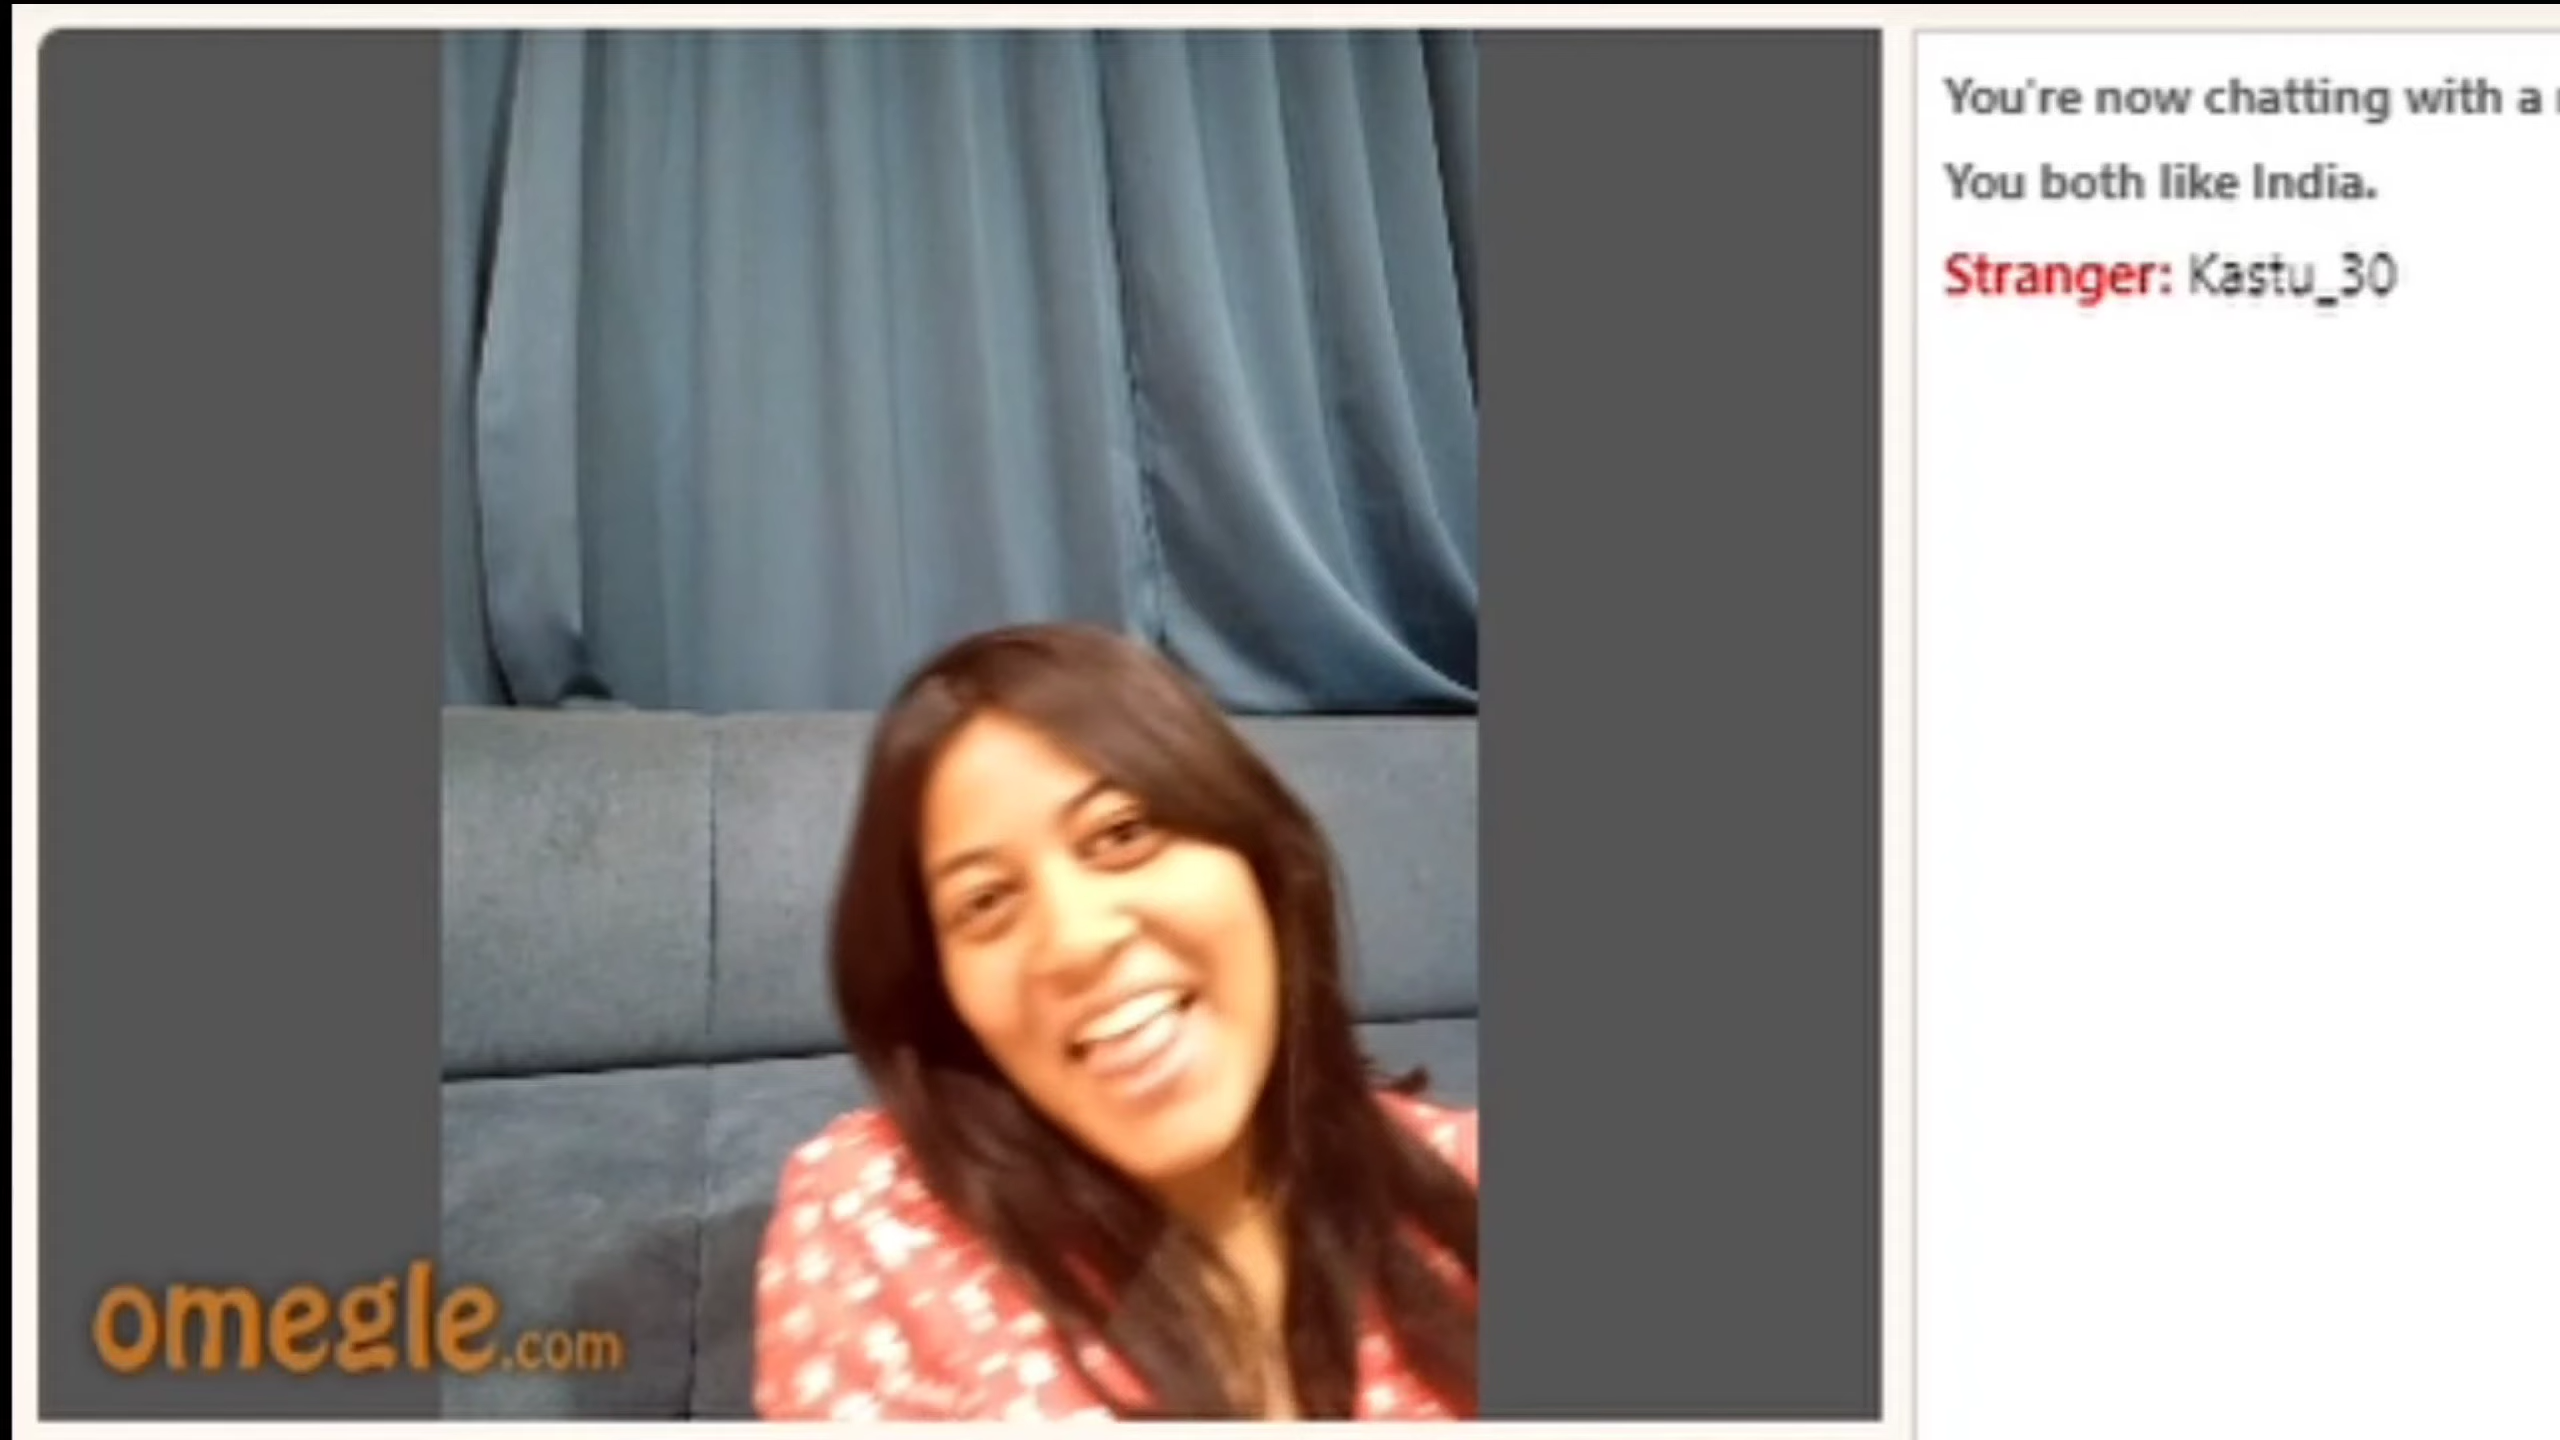 You're now chatting with a
You both like India.
Stranger: Kastu_30
omegle.com